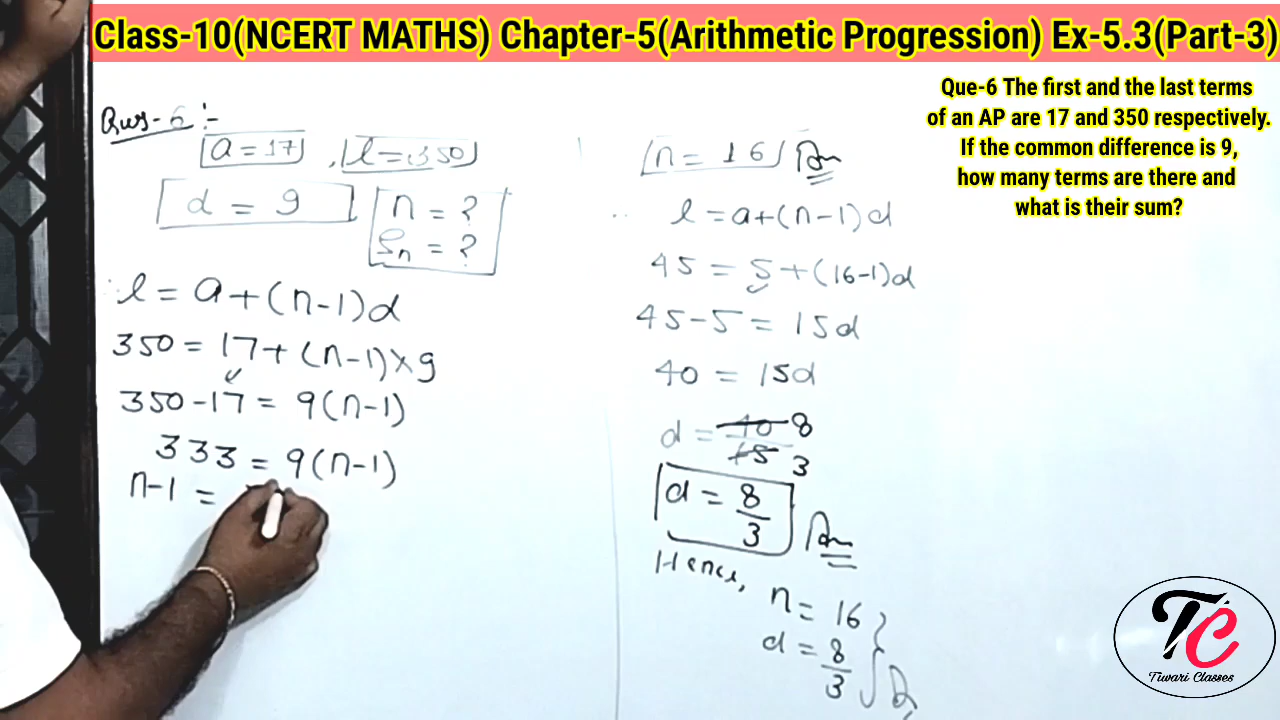 Class-10(NCERT MATHS) Chapter-5(Arithmetic Progression) Ex-5.3(Part-3)
Que-6 The first and the last terms
of an AP are 17 and 350 respectively.
If the common difference is 9,
how many terms are there and
what is their sum?
Ques-6:-
a = 17, l = 350
d = 9
n = ?
Sn = ?
∴ l = a+(n-1)d
350 = 17+(n-1)×9
350-17 = 9(n-1)
333 = 9(n-1)
n-1 =
n = 16 Ans
∴ l = a+(n-1)d
45 = 5+(16-1)d
45-5 = 15d
40 = 15d
d = 40/15 8/3
d = 8/3 Ans
Hence,
n = 16
d = 8/3
TC
Tiwari Classes